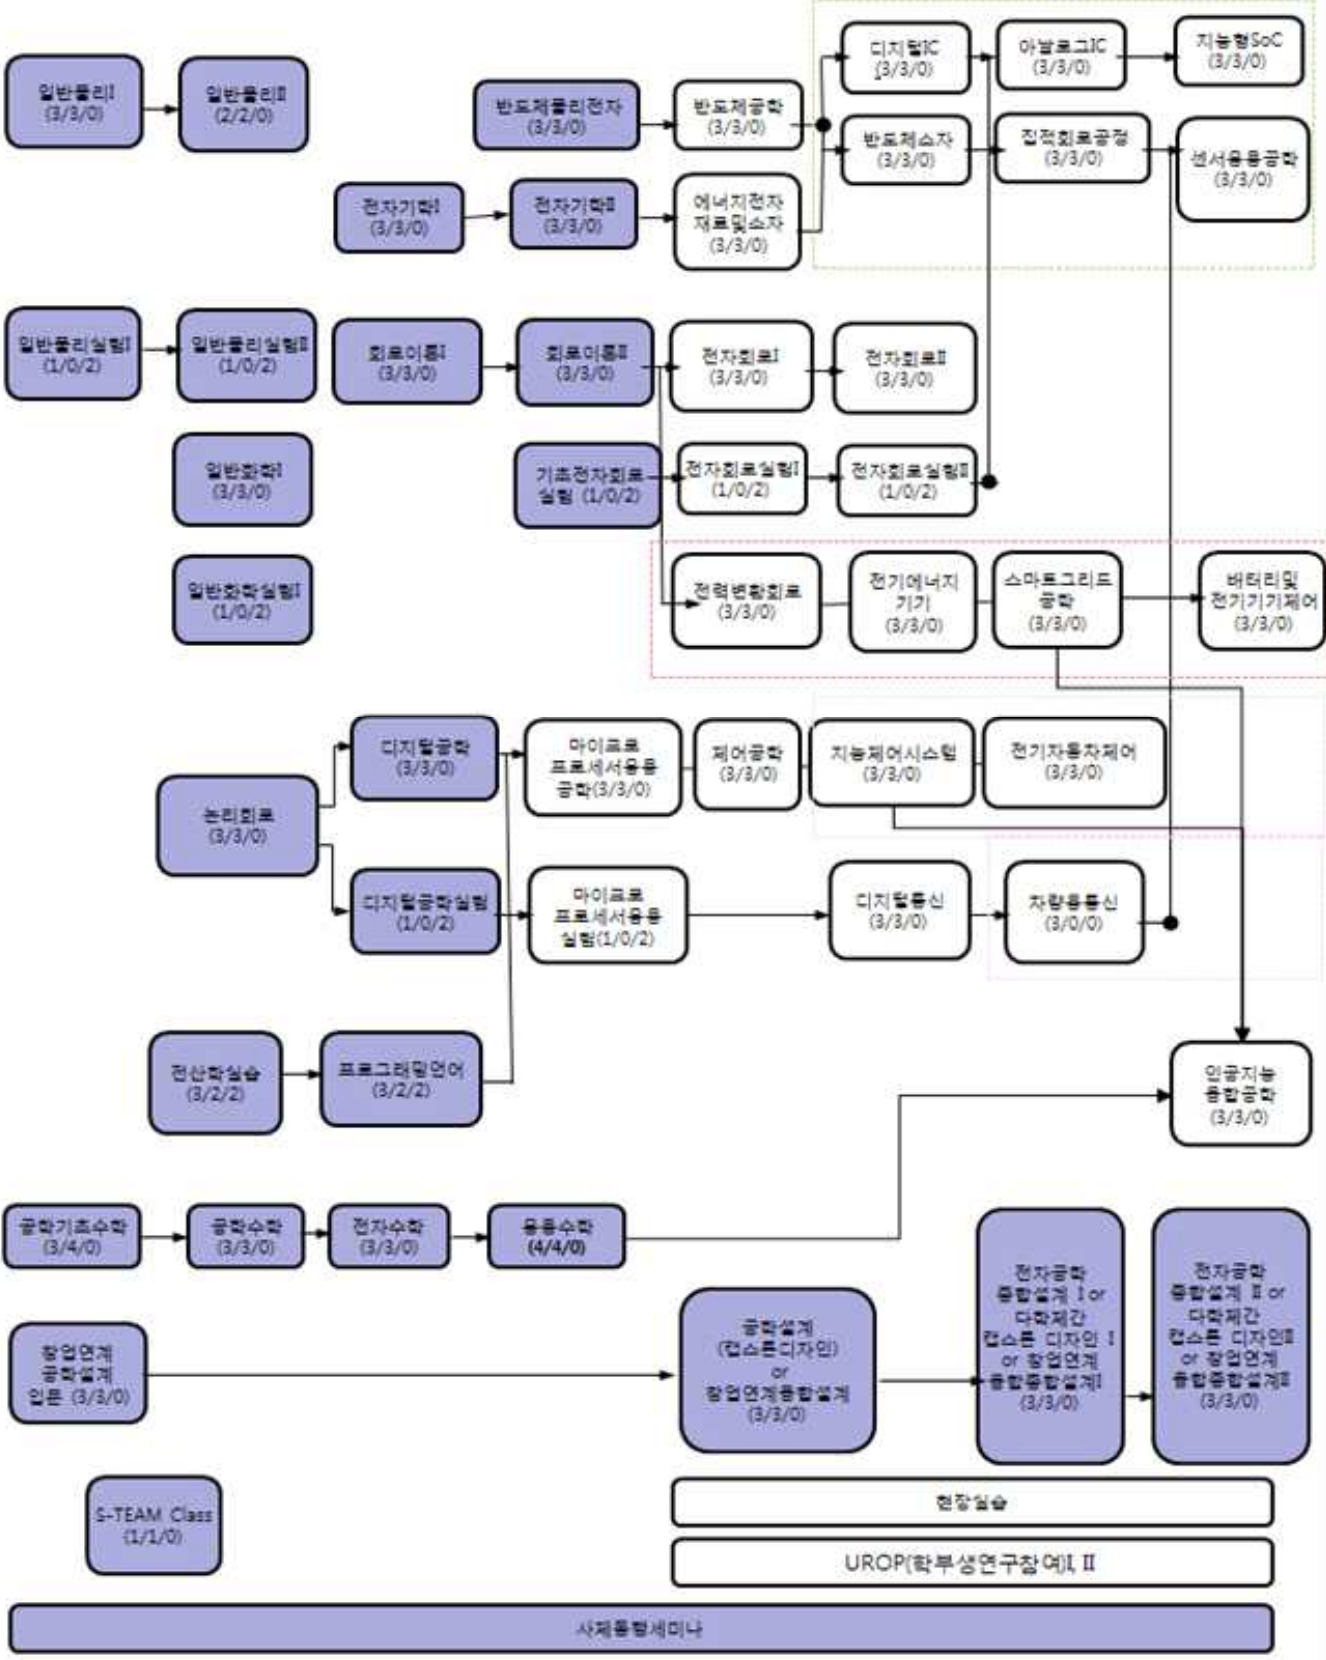 디지털IC
(3/3/0)
아날로그IC
(3/3/0)
지능형SoC
(3/3/0)
일반물리Ⅰ
(3/3/0)
일반물리Ⅱ
(2/2/0)
반도체물리전자
(3/3/0)
반도체공학
(3/3/0)
반도체소자
(3/3/0)
집적회로공정
(3/3/0)
센서응용공학
(3/3/0)
전자기학Ⅰ
(3/3/0)
전자기학Ⅱ
(3/3/0)
에너지전자
재료및소자
(3/3/0)
일반물리실험Ⅰ
(1/0/2)
일반물리실험Ⅱ
(1/0/2)
회로이론Ⅰ
(3/3/0)
회로이론Ⅱ
(3/3/0)
전자회로Ⅰ
(3/3/0)
전자회로Ⅱ
(3/3/0)
일반화학Ⅰ
(3/3/0)
기초전자회로
실험 (1/0/2)
전자회로실험Ⅰ
(1/0/2)
전자회로실험Ⅱ
(1/0/2)
일반화학실험Ⅰ
(1/0/2)
전력변환회로
(3/3/0)
전기에너지
기기
(3/3/0)
스마트그리드
공학
(3/3/0)
배터리및
전기기기제어
(3/3/0)
디지털공학
(3/3/0)
마이크로
프로세서응용
공학(3/3/0)
제어공학
(3/3/0)
지능제어시스템
(3/3/0)
전기자동차제어
(3/3/0)
논리회로
(3/3/0)
디지털공학실험
(1/0/2)
마이크로
프로세서응용
실험(1/0/2)
디지털통신
(3/3/0)
차량용통신
(3/0/0)
전산학실습
(3/2/2)
프로그래밍언어
(3/2/2)
인공지능
융합공학
(3/3/0)
공학기초수학
(3/4/0)
공학수학
(3/3/0)
전자수학
(3/3/0)
응용수학
(4/4/0)
창업연계
공학설계
입문 (3/3/0)
공학설계
(캡스톤디자인)
or
창업연계융합설계
(3/3/0)
전자공학
종합설계 Ⅰ or
다학제간
캡스톤 디자인 Ⅰ
or 창업연계
융합종합설계Ⅰ
(3/3/0)
전자공학
종합설계 Ⅱ or
다학제간
캡스톤 디자인Ⅱ
or 창업연계
융합종합설계Ⅱ
(3/3/0)
S-TEAM Class
(1/1/0)
현장실습
UROP(학부생연구참여)Ⅰ, Ⅱ
사제동행세미나